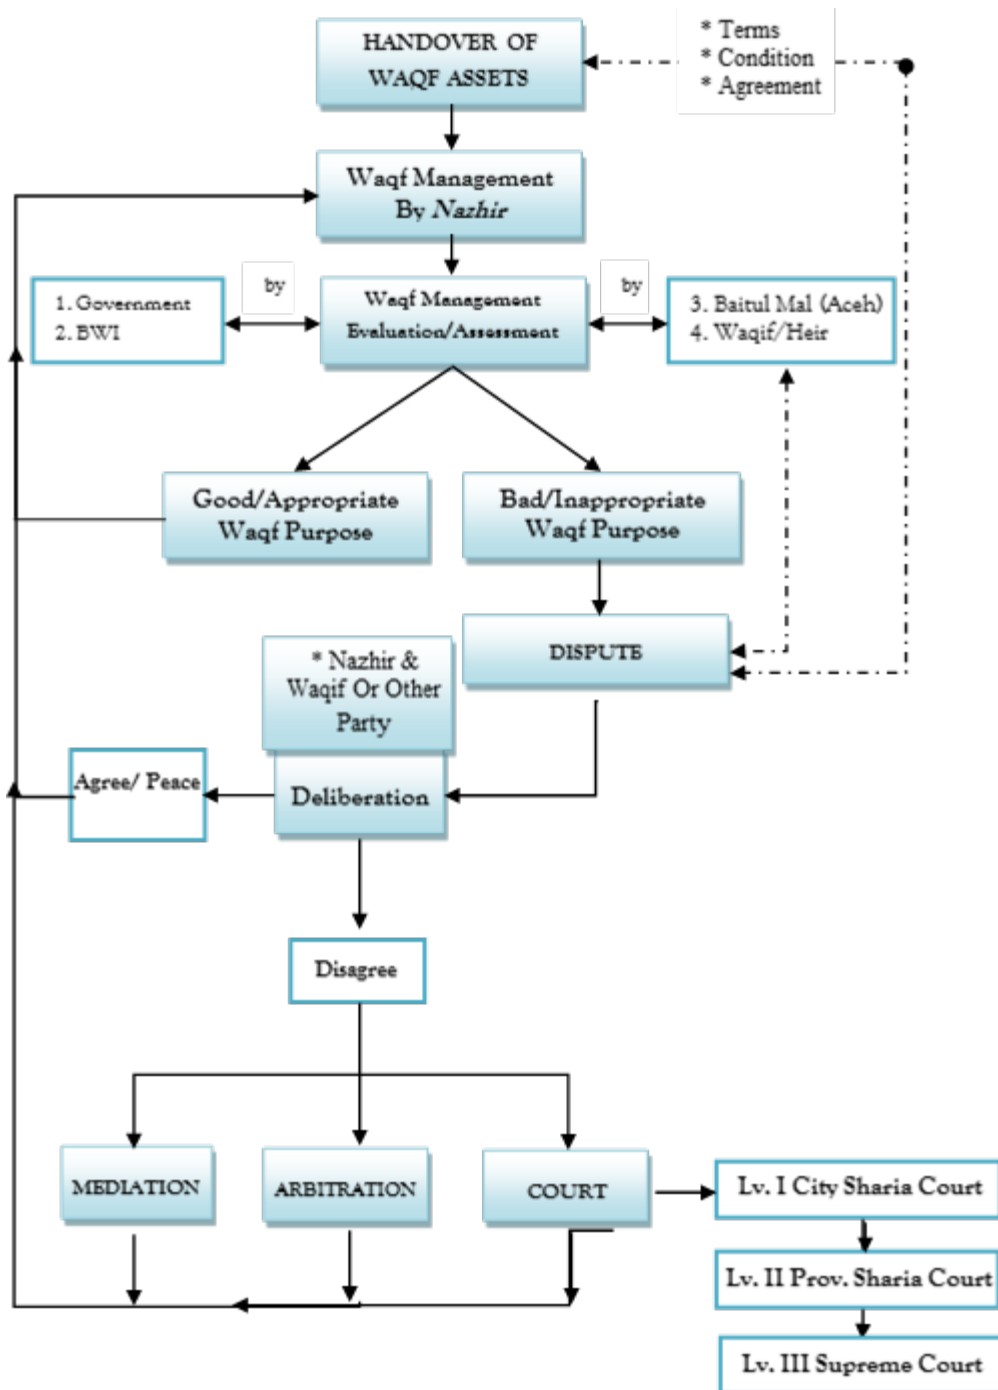 HANDOVER OF
WAQF ASSETS
* Terms
* Condition
* Agreement
Waqf Management
By Nazhir
1. Government
2. BWI
by
Waqf Management
Evaluation/Assessment
by
3. Baitul Mal (Aceh)
4. Waqif/Heir
Good/Appropriate
Waqf Purpose
Bad/Inappropriate
Waqf Purpose
DISPUTE
* Nazhir &
Waqif Or Other
Party
Agree/ Peace
Deliberation
Disagree
MEDIATION
ARBITRATION
COURT
Lv. I City Sharia Court
Lv. II Prov. Sharia Court
Lv. III Supreme Court